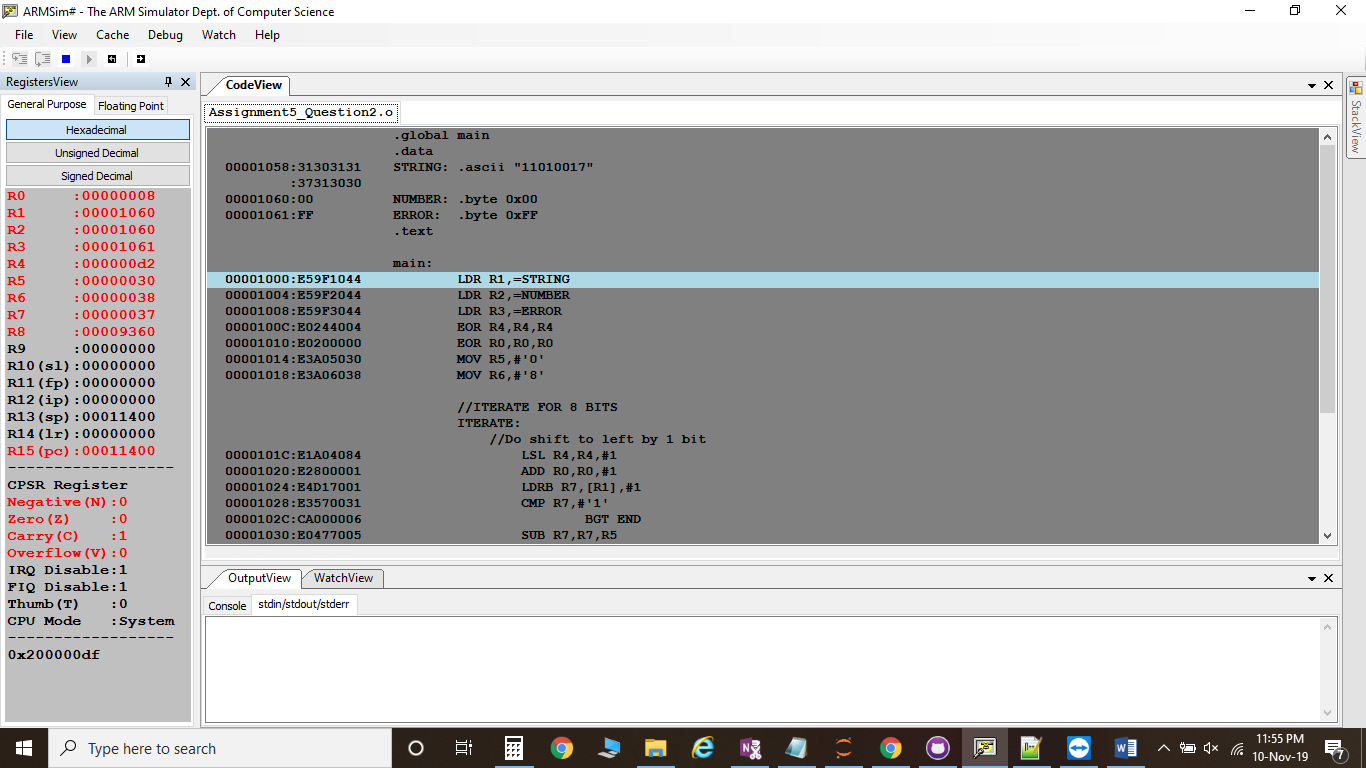 ARMSim# - The ARM Simulator Dept. of Computer Science
File View Cache Debug Watch Help
RegistersView
General Purpose Floating Point
Hexadecimal
Unsigned Decimal
Signed Decimal
R0 :00000008
R1 :00001060
R2 :00001060
R3 :00001061
R4 :000000d2
R5 :00000030
R6 :00000038
R7 :00000037
R8 :00009360
R9 :00000000
R10(sl):00000000
R11(fp):00000000
R12(ip):00000000
R13(sp):00011400
R14(lr):00000000
R15(pc):00011400
------------------
CPSR Register
Negative(N):0
Zero(Z) :0
Carry(C) :1
Overflow(V):0
IRQ Disable:1
FIQ Disable:1
Thumb(T) :0
CPU Mode :System
------------------
0x200000df
CodeView
Assignment5_Question2.o
.global main
.data
00001058:31303131 STRING: .ascii "11010017"
:37313030
00001060:00 NUMBER: .byte 0x00
00001061:FF ERROR: .byte 0xFF
.text
main:
00001000:E59F1044 LDR R1,=STRING
00001004:E59F2044 LDR R2,=NUMBER
00001008:E59F3044 LDR R3,=ERROR
0000100C:E0244004 EOR R4,R4,R4
00001010:E0200000 EOR R0,R0,R0
00001014:E3A05030 MOV R5,#'0'
00001018:E3A06038 MOV R6,#'8'
//ITERATE FOR 8 BITS
ITERATE:
//Do shift to left by 1 bit
0000101C:E1A04084 LSL R4,R4,#1
00001020:E2800001 ADD R0,R0,#1
00001024:E4D17001 LDRB R7,[R1],#1
00001028:E3570031 CMP R7,#'1'
0000102C:CA000006 BGT END
00001030:E0477005 SUB R7,R7,R5
StackView
OutputView WatchView
Console stdin/stdout/stderr
Type here to search
11:55 PM
10-Nov-19
7